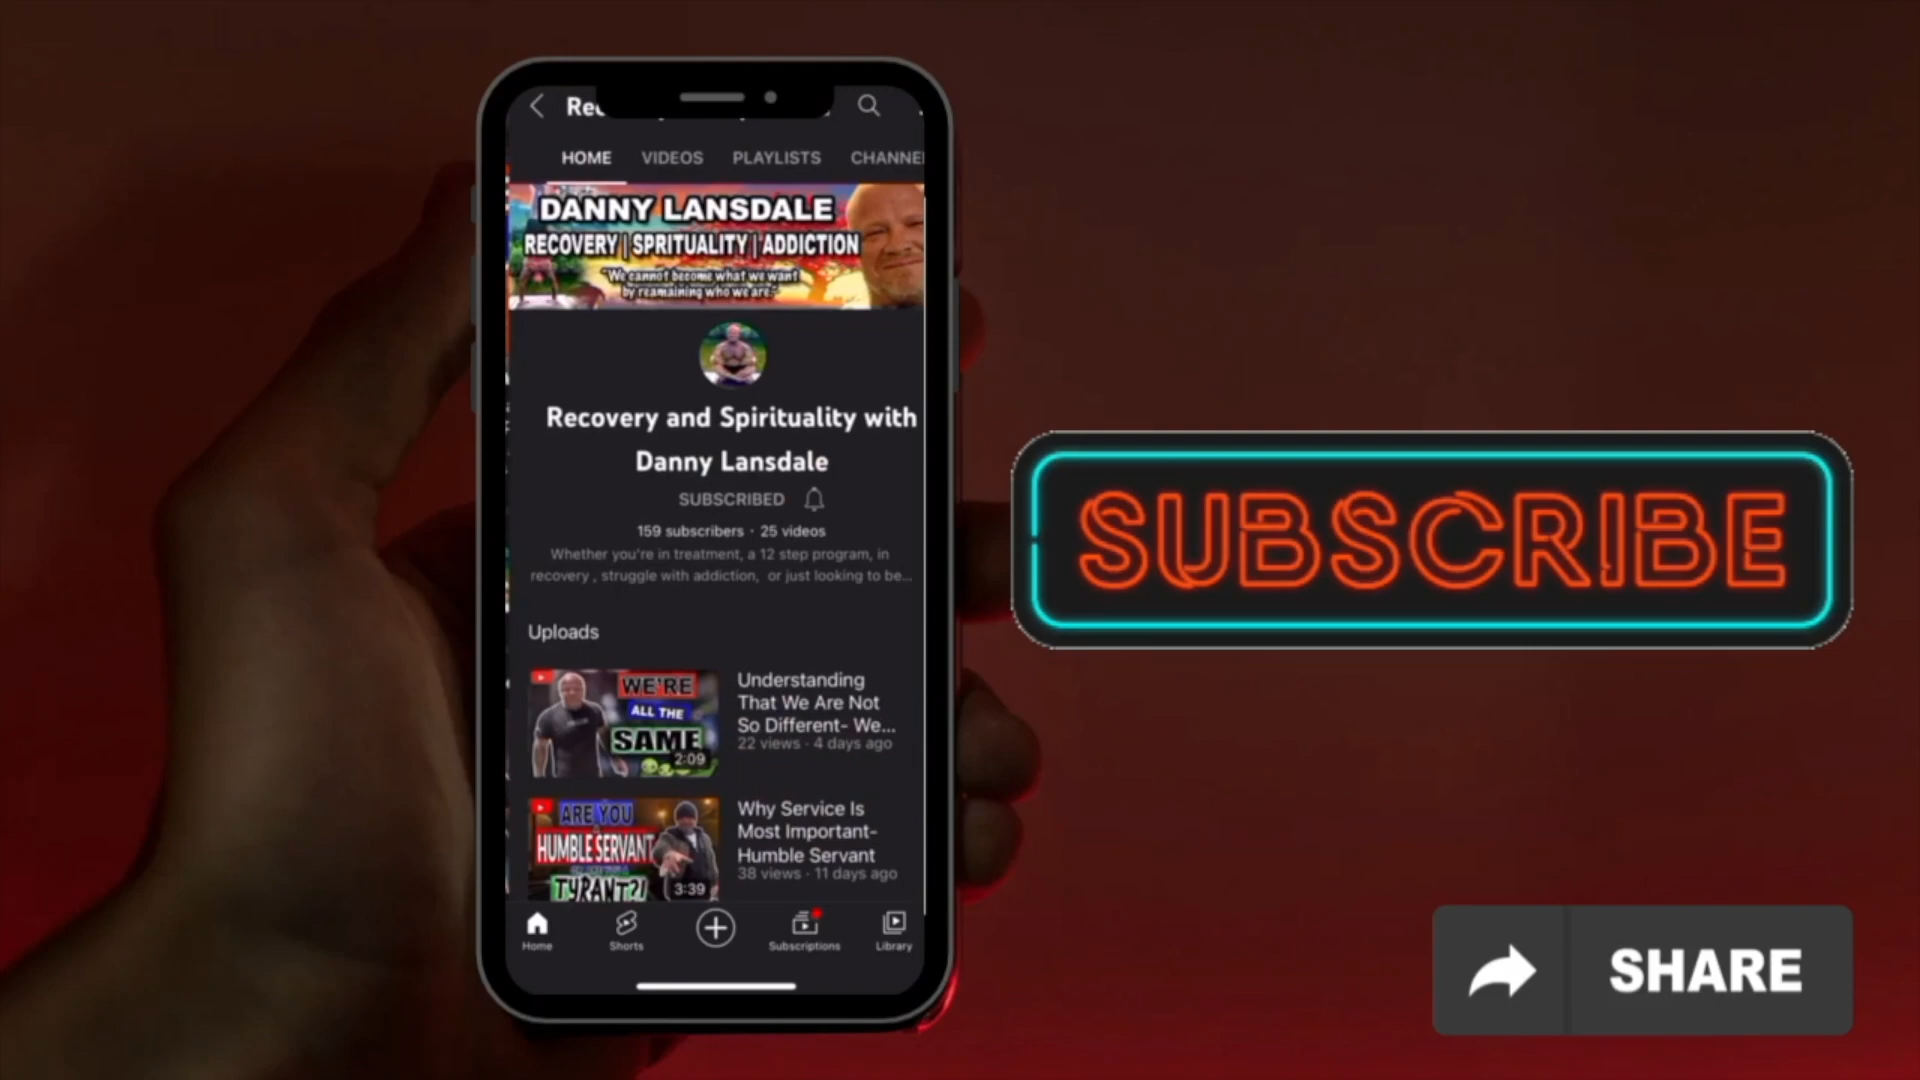 HOME VIDEOS PLAYLISTS CHANNEL
DANNY LANSDALE
RECOVERY | SPRITUALITY | ADDICTION
"We cannot become what we want
by reamaining who we are."
Recovery and Spirituality with
Danny Lansdale
SUBSCRIBED
159 subscribers · 25 videos
Whether you're in treatment, a 12 step program, in
recovery , struggle with addiction, or just looking to be...
Uploads
WE'RE
ALL THE
SAME
2:09
Understanding
That We Are Not
So Different- We...
22 views · 4 days ago
ARE YOU
HUMBLE SERVANT
TYRANT?!
3:39
Why Service Is
Most Important-
Humble Servant
38 views · 11 days ago
Home Shorts Subscriptions Library
SUBSCRIBE
SHARE